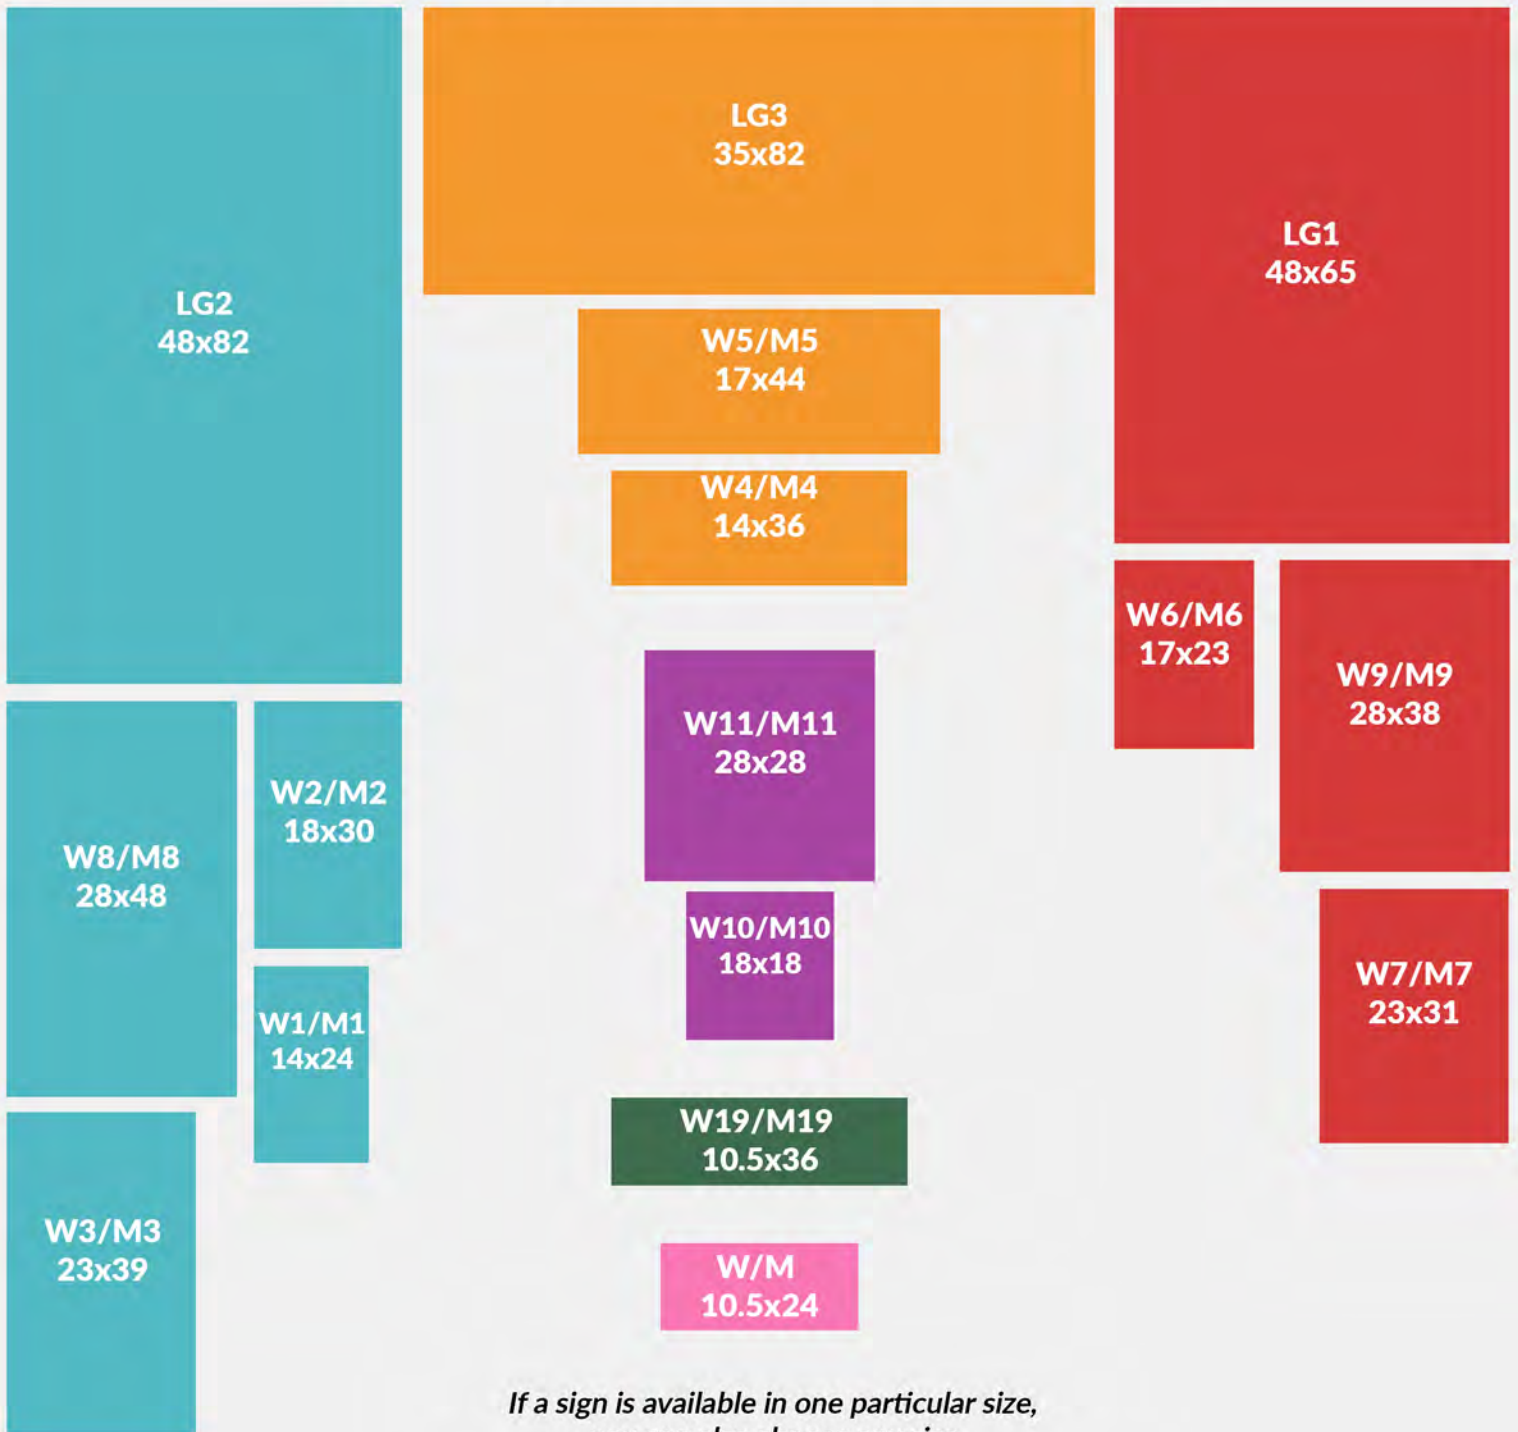 LG2
48x82
LG3
35x82
LG1
48x65
W5/M5
17x44
W4/M4
14x36
W6/M6
17x23
W9/M9
28x38
W11/M11
28x28
W8/M8
28x48
W2/M2
18x30
W10/M10
18x18
W7/M7
23x31
W1/M1
14x24
W19/M19
10.5x36
W3/M3
23x39
W/M
10.5x24
If a sign is available in one particular size,